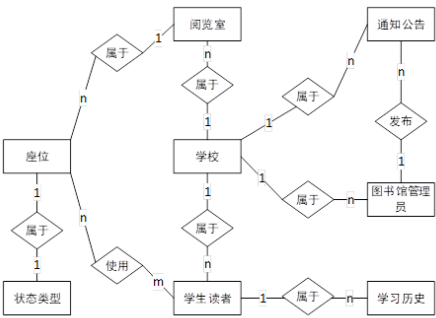 阅览室
通知公告
属于
1
n
n
属于
n
n
属于
1
发布
1
1
座位
学校
1
1
1
1
图书馆管理
员
n
属于
n
属于
属于
1
n
使用
m
状态类型
学生读者
1
属于
n
学习历史